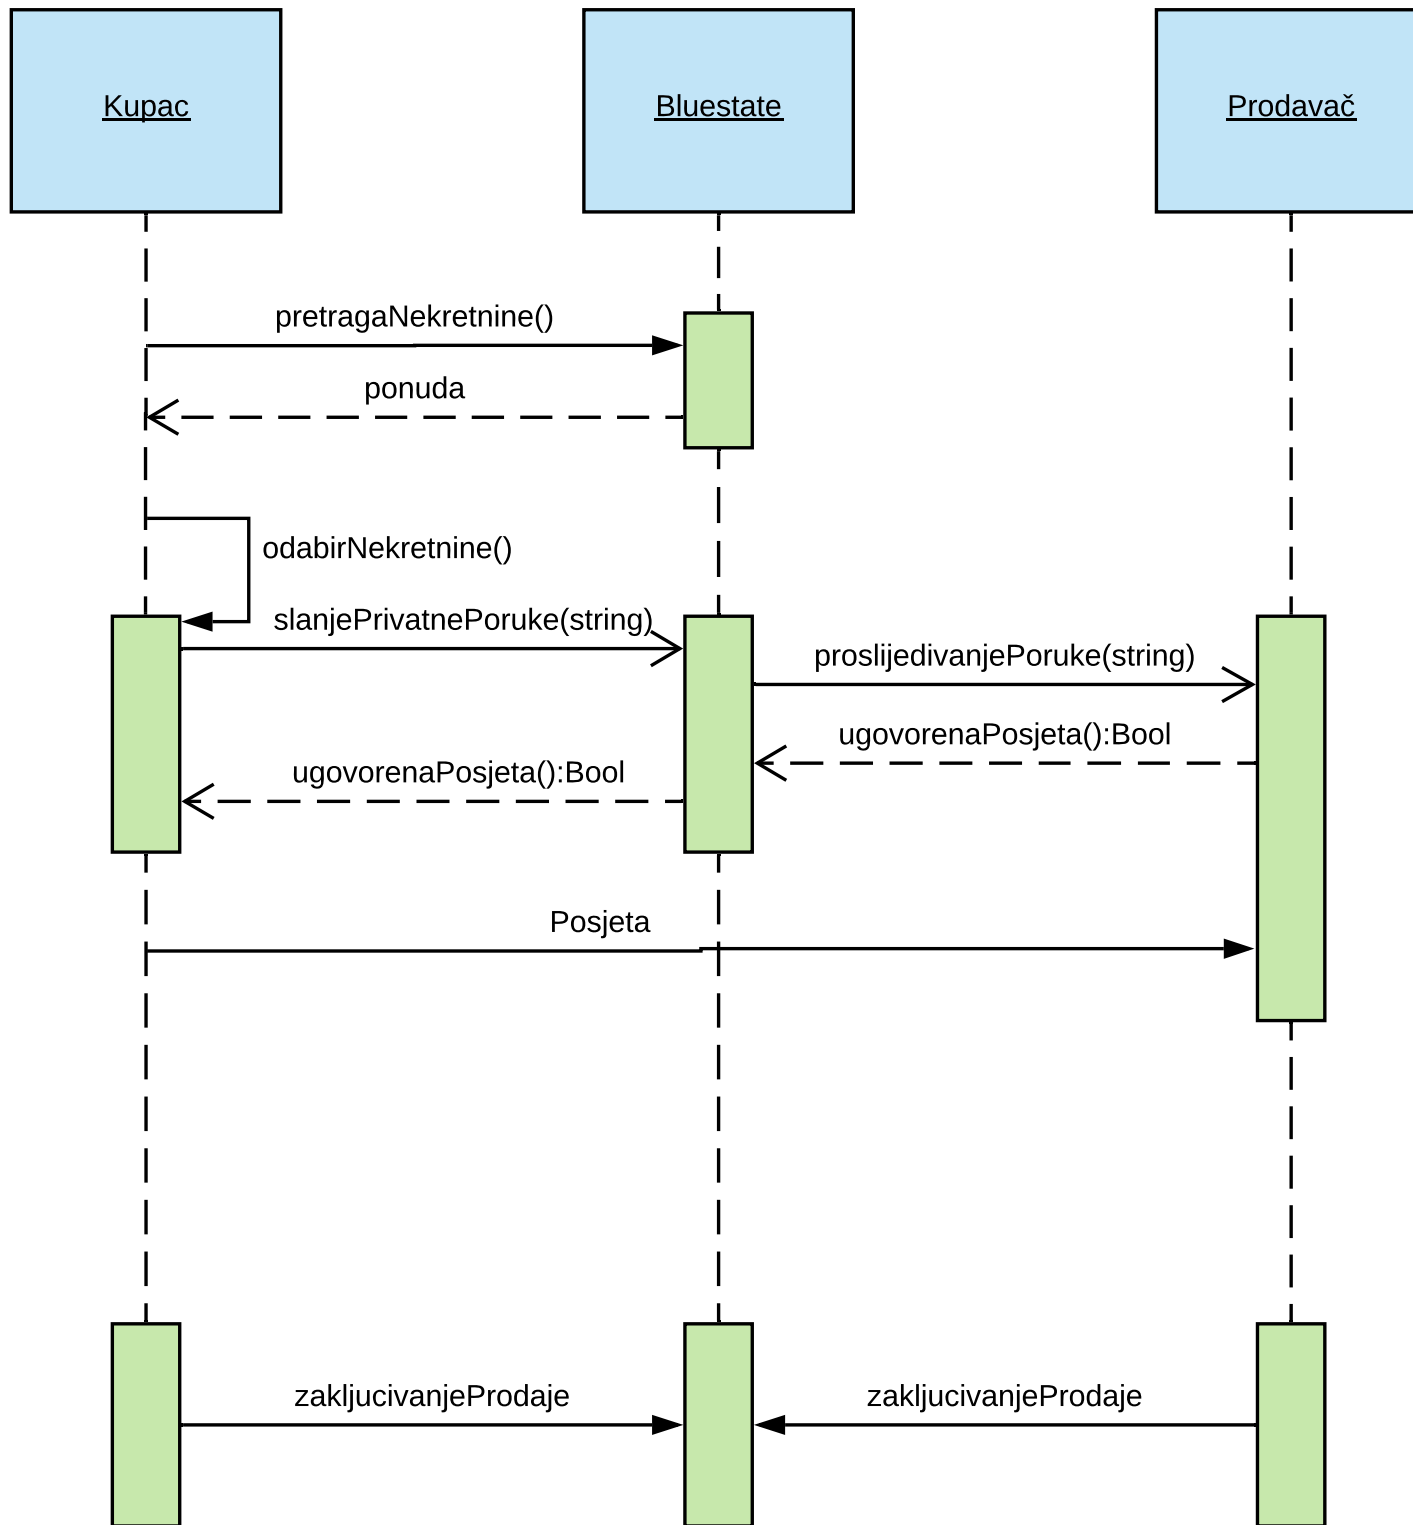 Kupac
Bluestate
Prodavač
pretragaNekretnine()
ponuda
odabirNekretnine()
slanjePrivatnePoruke(string)
proslijedivanjePoruke(string)
ugovorenaPosjeta():Bool
ugovorenaPosjeta():Bool
Posjeta
zakljucivanjeProdaje
zakljucivanjeProdaje